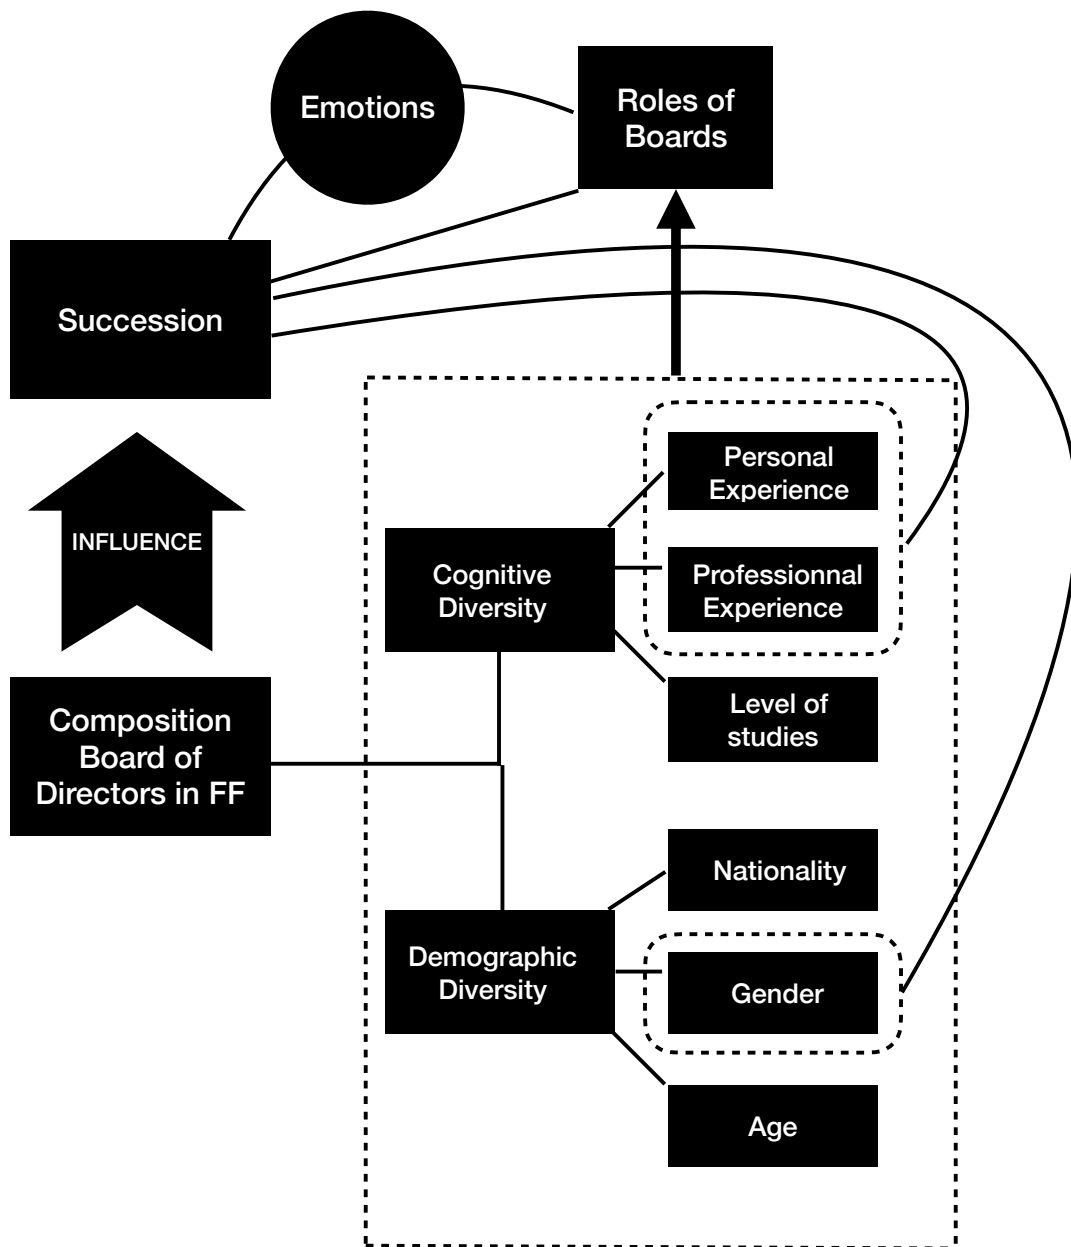 Emotions
Roles of
Boards
Succession
INFLUENCE
Composition
Board of
Directors in FF
Cognitive
Diversity
Personal
Experience
Professionnal
Experience
Level of
studies
Demographic
Diversity
Nationality
Gender
Age